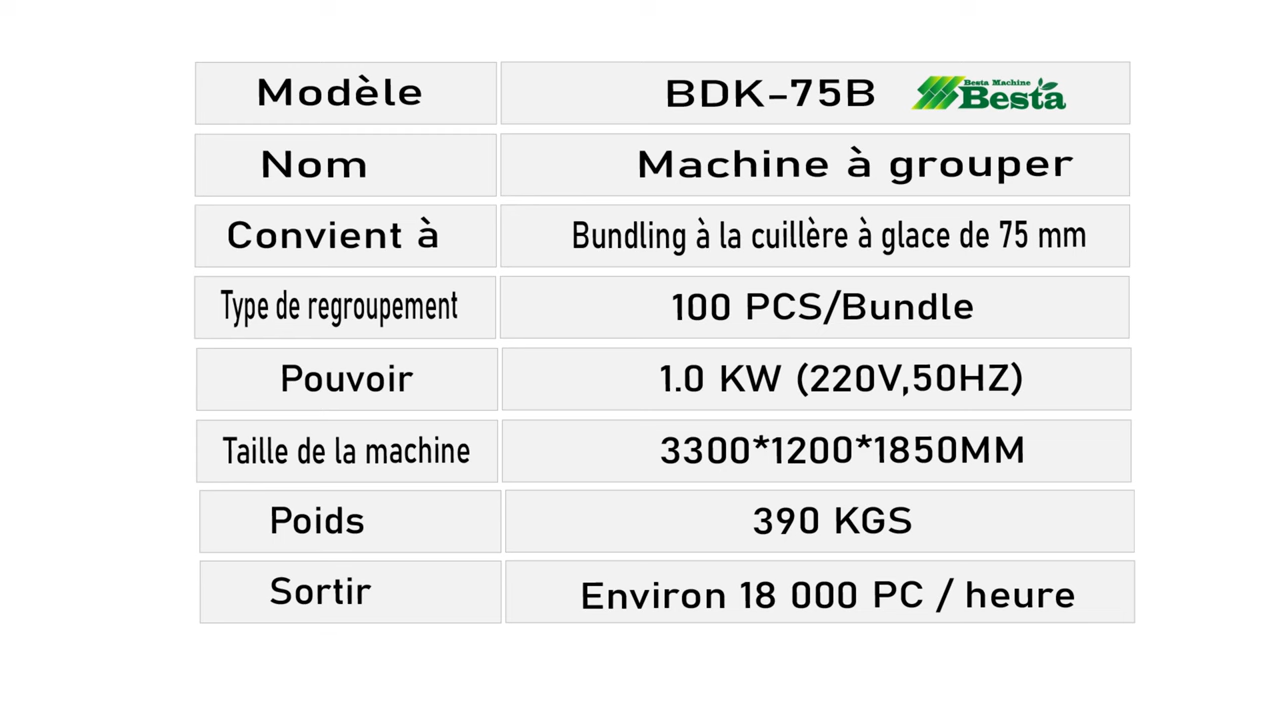 Modèle
BDK-75B
Besta Machine
Besta
Nom
Machine à grouper
Convient à
Bundling à la cuillère à glace de 75 mm
Type de regroupement
100 PCS/Bundle
Pouvoir
1.0 KW (220V,50HZ)
Taille de la machine
3300*1200*1850MM
Poids
390 KGS
Sortir
Environ 18 000 PC / heure